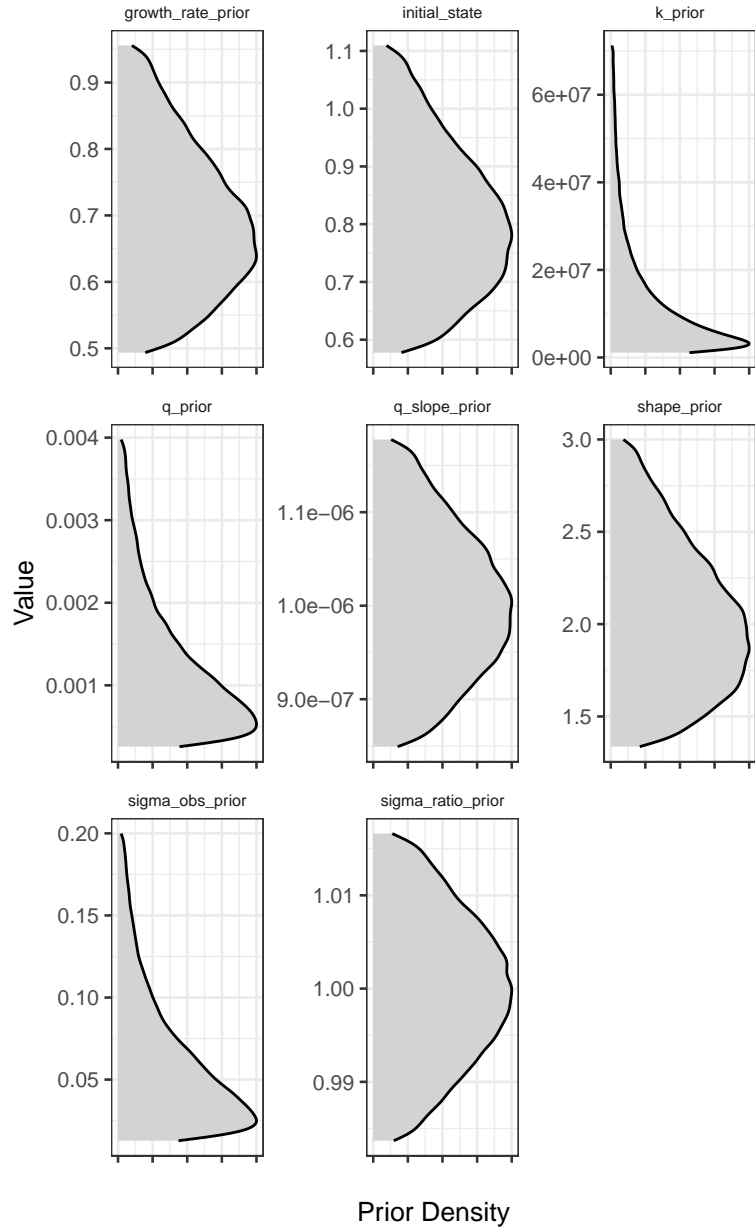 growth_rate_prior
initial_state
k_prior
0.9
0.8
0.7
0.6
0.5
1.1
1.0
0.9
0.8
0.7
0.6
6e+07
4e+07
2e+07
0e+00
q_prior
q_slope_prior
shape_prior
0.004
0.003
0.002
0.001
1.1e−06
1.0e−06
9.0e−07
3.0
2.5
2.0
1.5
sigma_obs_prior
sigma_ratio_prior
0.20
0.15
0.10
0.05
1.01
1.00
0.99
Value
Prior Density